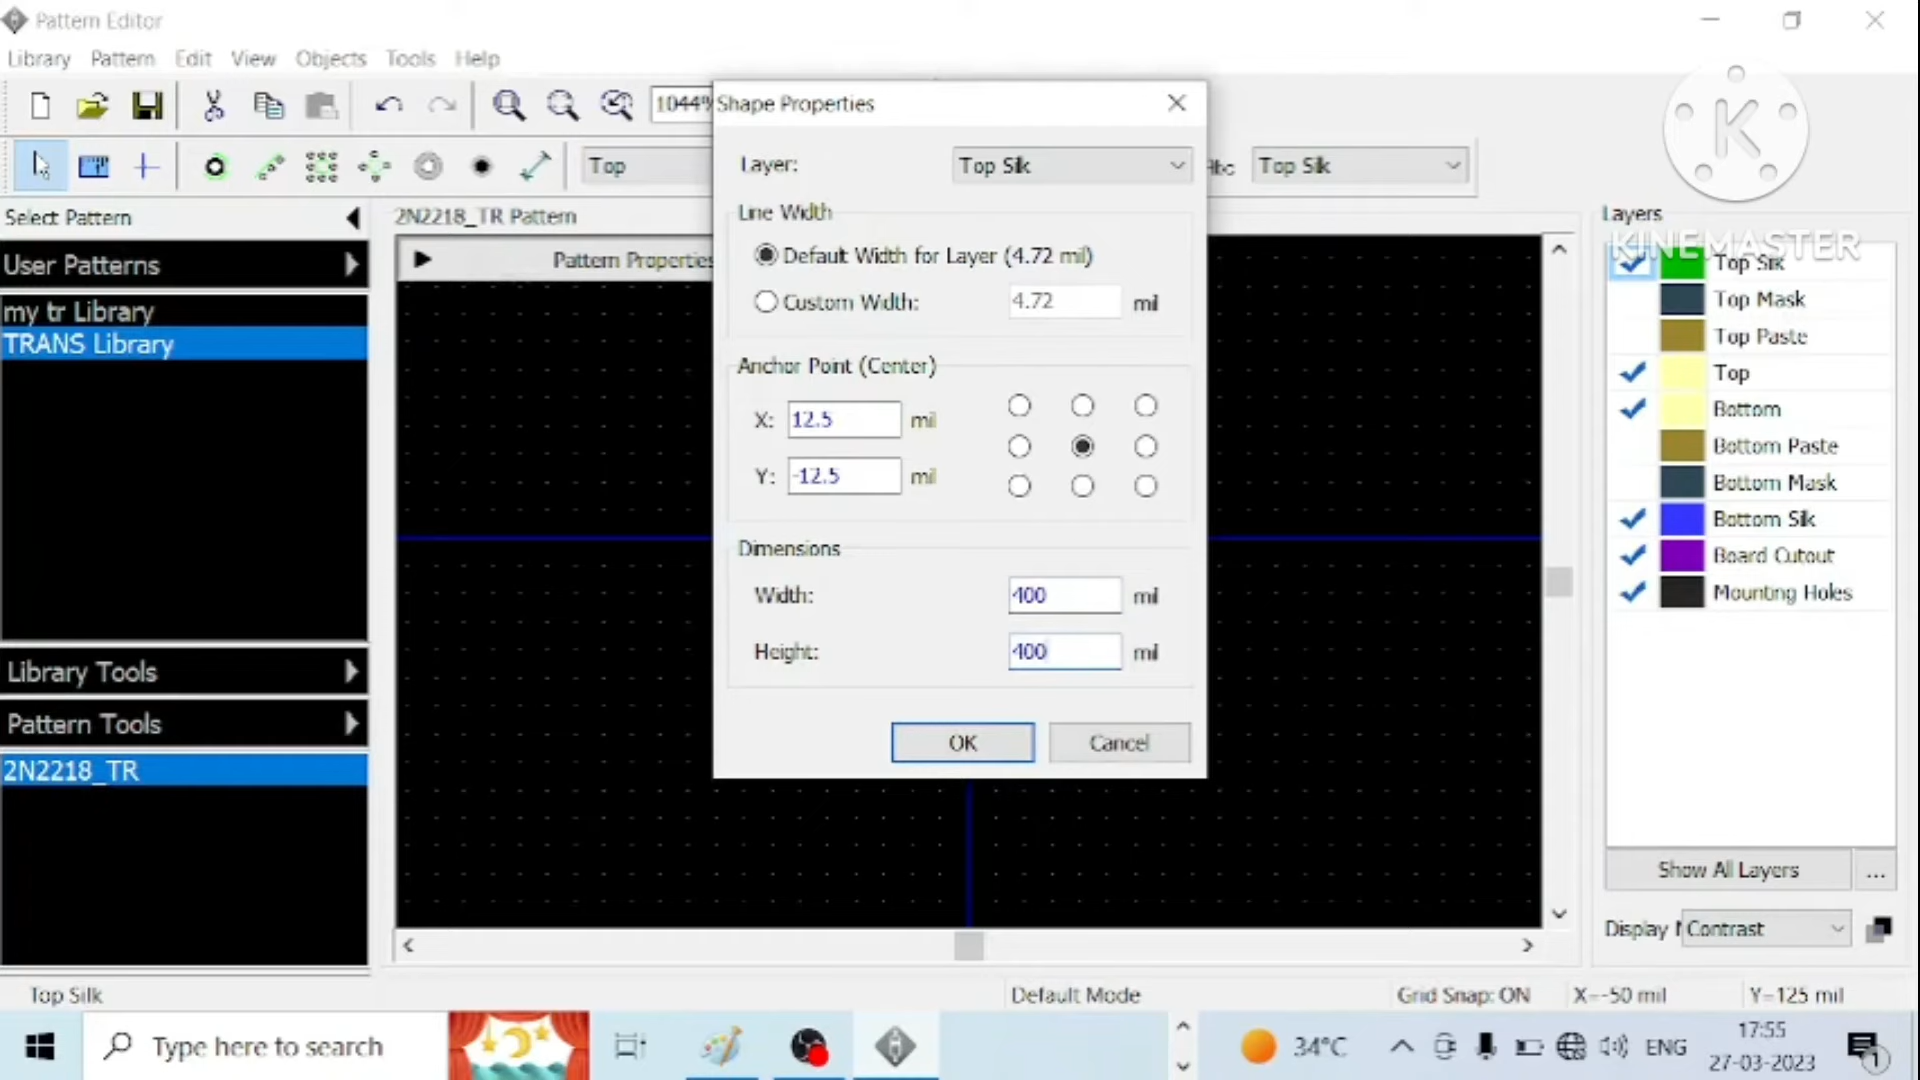 Pattern Editor
Library Pattern Edit View Objects Tools Help
1044%
Top
Top Silk
Select Pattern
User Patterns
my tr Library
TRANS Library
Library Tools
Pattern Tools
2N2218_TR
2N2218_TR Pattern
Pattern Properties
Shape Properties
Layer: Top Silk
Line Width
Default Width for Layer (4.72 mil)
Custom Width: 4.72 mil
Anchor Point (Center)
X: 12.5 mil
Y: -12.5 mil
Dimensions
Width: 400 mil
Height: 400 mil
OK Cancel
K
KINEMASTER
Layers
Top Silk
Top Mask
Top Paste
Top
Bottom
Bottom Paste
Bottom Mask
Bottom Silk
Board Cutout
Mounting Holes
Show All Layers ...
Display Contrast
Top Silk Default Mode Grid Snap: ON X=-50 mil Y=125 mil
Type here to search
34°C ENG 17:55
27-03-2023
1